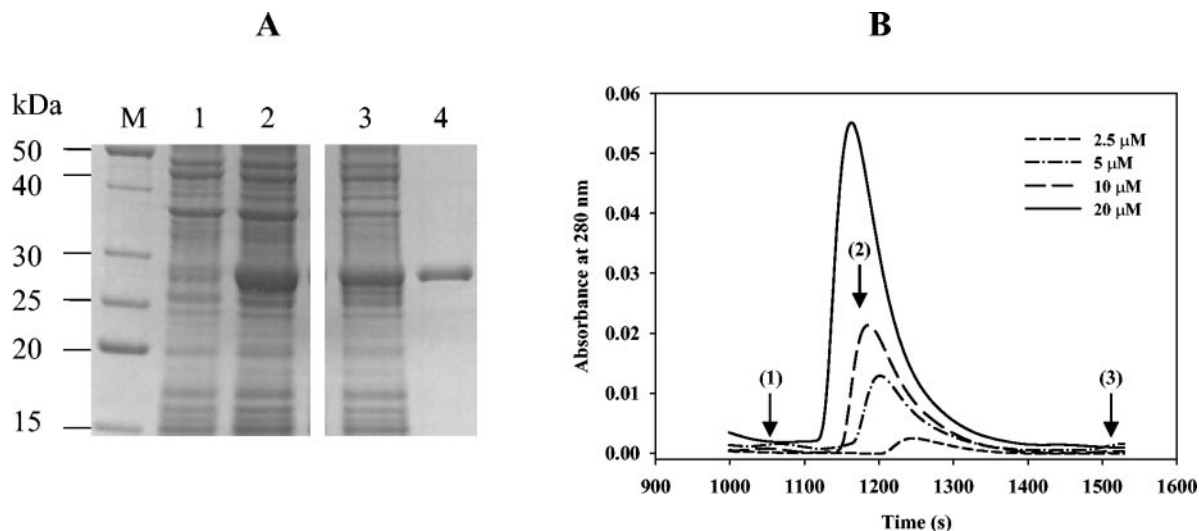 A
kDa
M 1 2 3 4
50
40
30
25
20
15
B
0.06
0.05
0.04
0.03
0.02
0.01
0.00
Absorbance at 280 nm
2.5 µM
5 µM
10 µM
20 µM
(1)
(2)
(3)
900 1000 1100 1200 1300 1400 1500 1600
Time (s)